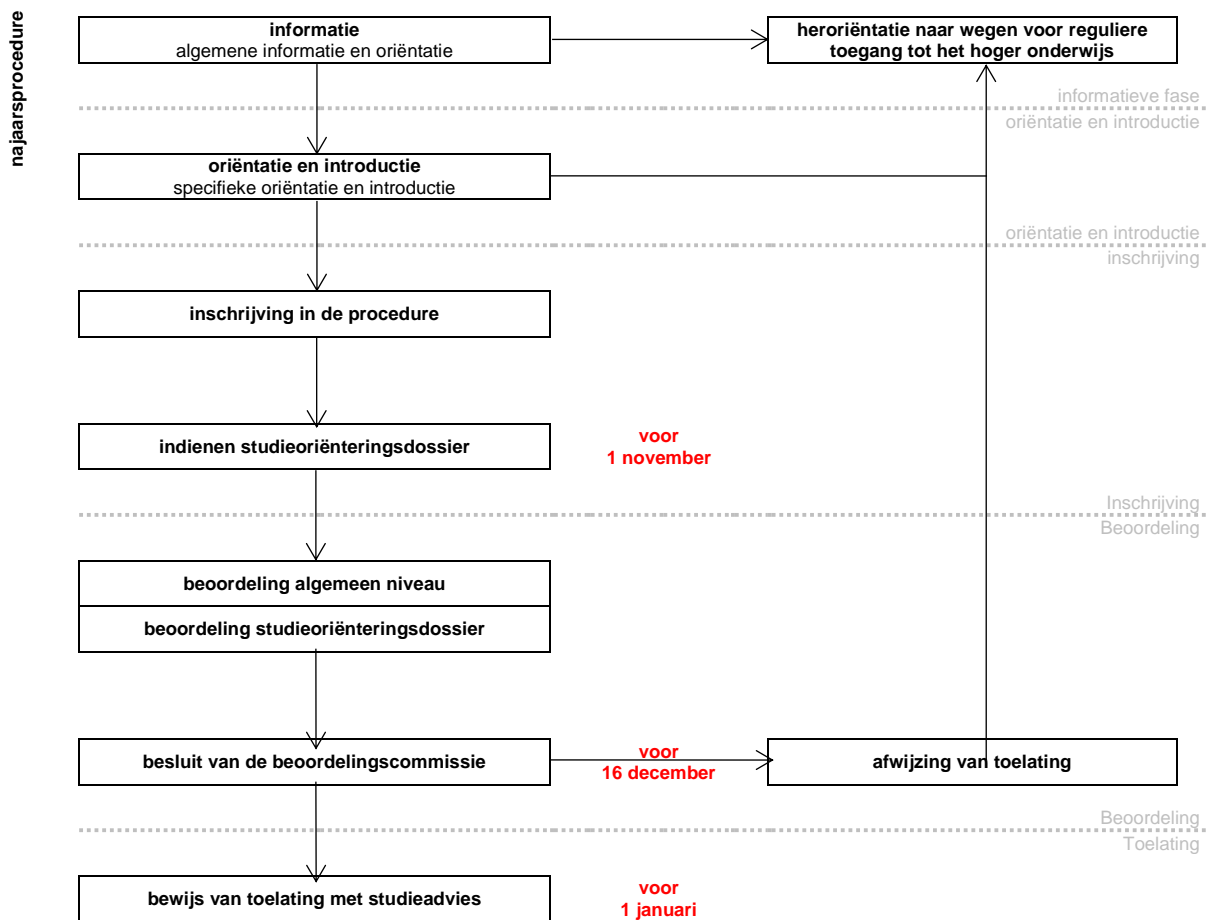 najaarsprocedure
informatie
algemene informatie en oriëntatie
heroriëntatie naar wegen voor reguliere
toegang tot het hoger onderwijs
informatieve fase
oriëntatie en introductie
oriëntatie en introductie
specifieke oriëntatie en introductie
oriëntatie en introductie
inschrijving
inschrijving in de procedure
indienen studieoriënteringsdossier
voor
1 november
Inschrijving
Beoordeling
beoordeling algemeen niveau
beoordeling studieoriënteringsdossier
besluit van de beoordelingscommissie
voor
16 december
afwijzing van toelating
Beoordeling
Toelating
bewijs van toelating met studieadvies
voor
1 januari